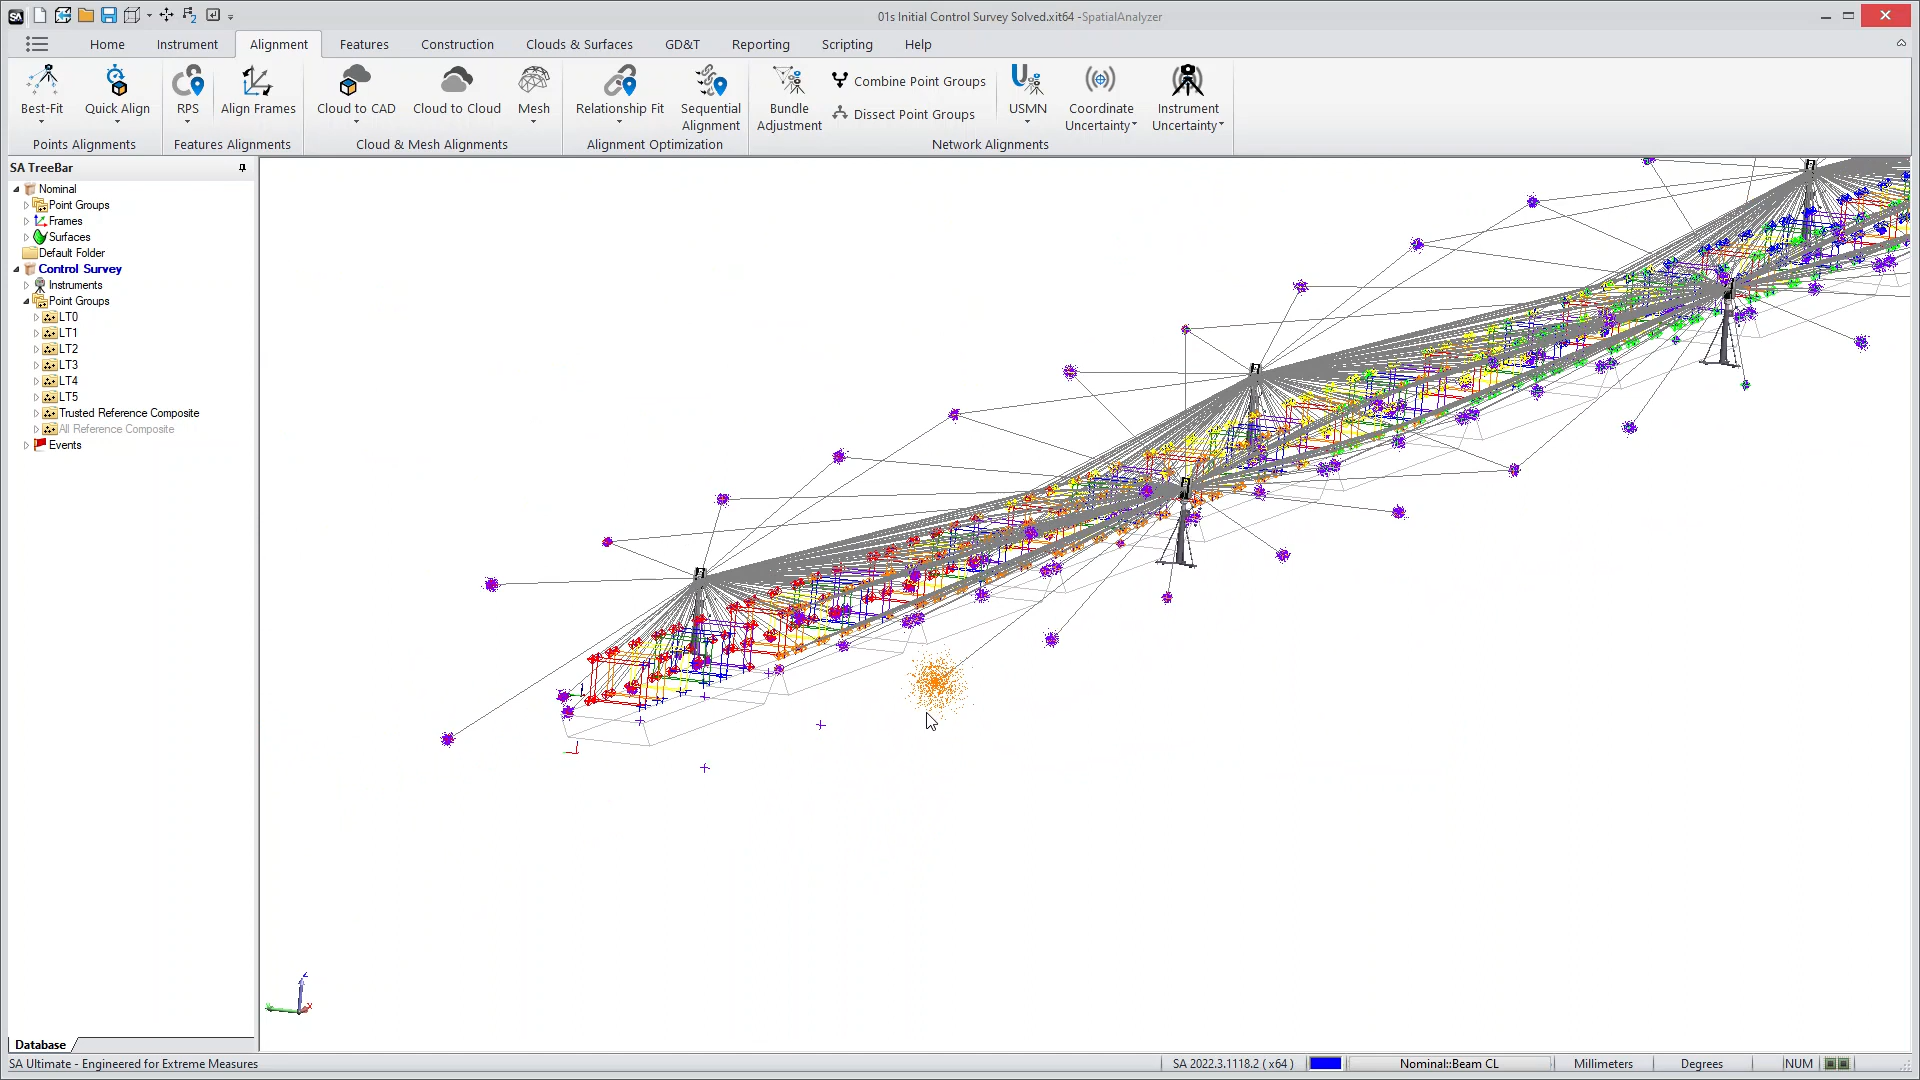 SA
01s Initial Control Survey Solved.xit64 -SpatialAnalyzer
Home Instrument Alignment Features Construction Clouds & Surfaces GD&T Reporting Scripting Help
Best-Fit
Quick Align
Points Alignments
RPS
Align Frames
Features Alignments
Cloud to CAD
Cloud to Cloud
Mesh
Cloud & Mesh Alignments
Relationship Fit
Sequential
Alignment
Alignment Optimization
Bundle
Adjustment
Combine Point Groups
Dissect Point Groups
USMN
Coordinate
Uncertainty
Instrument
Uncertainty
Network Alignments
SA TreeBar
Nominal
Point Groups
Frames
Surfaces
Default Folder
Control Survey
Instruments
Point Groups
LT0
LT1
LT2
LT3
LT4
LT5
Trusted Reference Composite
All Reference Composite
Events
Database
SA Ultimate - Engineered for Extreme Measures
SA 2022.3.1118.2 ( x64 )
Nominal::Beam CL
Millimeters
Degrees
NUM